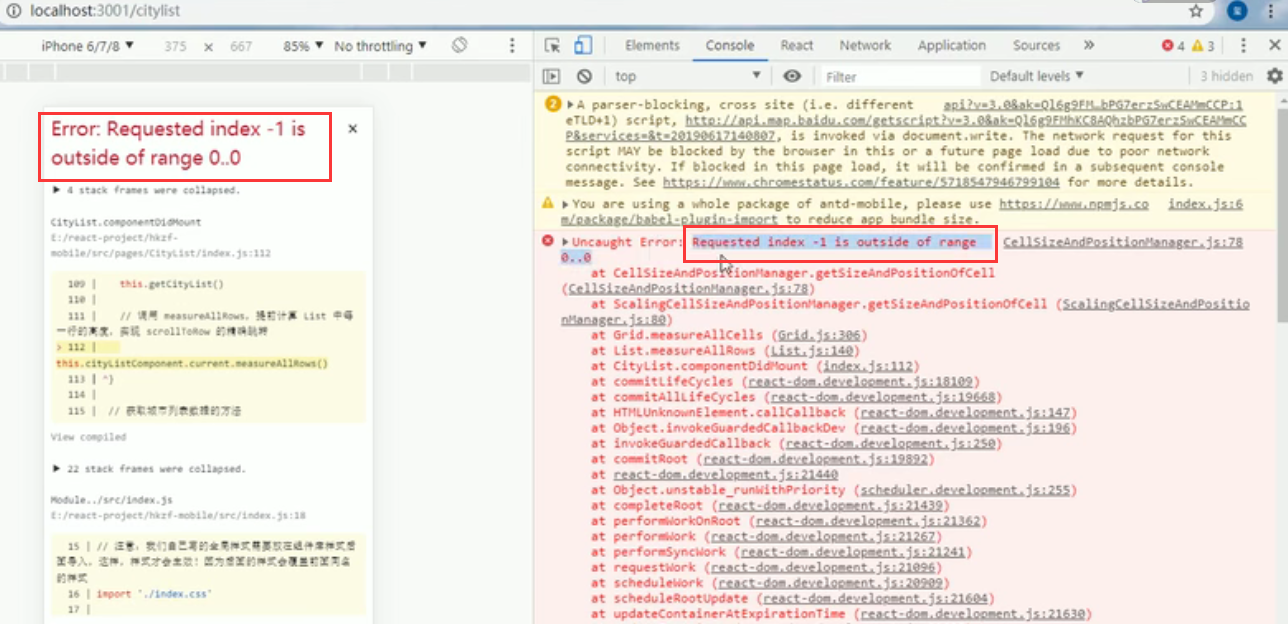 localhost:3001/citylist
iPhone 6/7/8 ▼ 375 × 667 85% ▼ No throttling ▼
Elements Console React Network Application Sources » 4 3
top ▼ Filter Default levels ▼ 3 hidden
Error: Requested index -1 is
outside of range 0..0
×
▶ 4 stack frames were collapsed.
CityList.componentDidMount
E:/react-project/hkzf-
mobile/src/pages/CityList/index.js:112
109 | this.getCityList()
110 |
111 | // 调用 measureAllRows，提前计算 List 中每
一行的高度，实现 scrollToRow 的精确跳转
> 112 |
this.cityListComponent.current.measureAllRows()
113 | ^}
114 |
115 | // 获取城市列表数据的方法
View compiled
▶ 22 stack frames were collapsed.
Module../src/index.js
E:/react-project/hkzf-mobile/src/index.js:18
15 | // 注意：我们自己写的全局样式需要放在组件库样式后
面导入，这样，样式才会生效！因为后面的样式会覆盖前面同名
的样式
16 | import './index.css'
17 |
2 ▶ A parser-blocking, cross site (i.e. different
eTLD+1) script, http://api.map.baidu.com/getscript?v=3.0&ak=Ql6g9FMhKC8AQhzbPG7erzSwCEAMmCC
P&services=&t=20190617140807, is invoked via document.write. The network request for this
script MAY be blocked by the browser in this or a future page load due to poor network
connectivity. If blocked in this page load, it will be confirmed in a subsequent console
message. See https://www.chromestatus.com/feature/5718547946799104 for more details.
api?v=3.0&ak=Ql6g9FM…bPG7erzSwCEAMmCCP:1
▶ You are using a whole package of antd-mobile, please use https://www.npmjs.co index.js:6
m/package/babel-plugin-import to reduce app bundle size.
▶ Uncaught Error: Requested index -1 is outside of range CellSizeAndPositionManager.js:78
0..0
at CellSizeAndPositionManager.getSizeAndPositionOfCell
(CellSizeAndPositionManager.js:78)
at ScalingCellSizeAndPositionManager.getSizeAndPositionOfCell (ScalingCellSizeAndPositio
nManager.js:80)
at Grid.measureAllCells (Grid.js:306)
at List.measureAllRows (List.js:140)
at CityList.componentDidMount (index.js:112)
at commitLifeCycles (react-dom.development.js:18109)
at commitAllLifeCycles (react-dom.development.js:19668)
at HTMLUnknownElement.callCallback (react-dom.development.js:147)
at Object.invokeGuardedCallbackDev (react-dom.development.js:196)
at invokeGuardedCallback (react-dom.development.js:250)
at commitRoot (react-dom.development.js:19892)
at react-dom.development.js:21440
at Object.unstable_runWithPriority (scheduler.development.js:255)
at completeRoot (react-dom.development.js:21439)
at performWorkOnRoot (react-dom.development.js:21362)
at performWork (react-dom.development.js:21267)
at performSyncWork (react-dom.development.js:21241)
at requestWork (react-dom.development.js:21096)
at scheduleWork (react-dom.development.js:20909)
at scheduleRootUpdate (react-dom.development.js:21604)
at updateContainerAtExpirationTime (react-dom.development.js:21630)